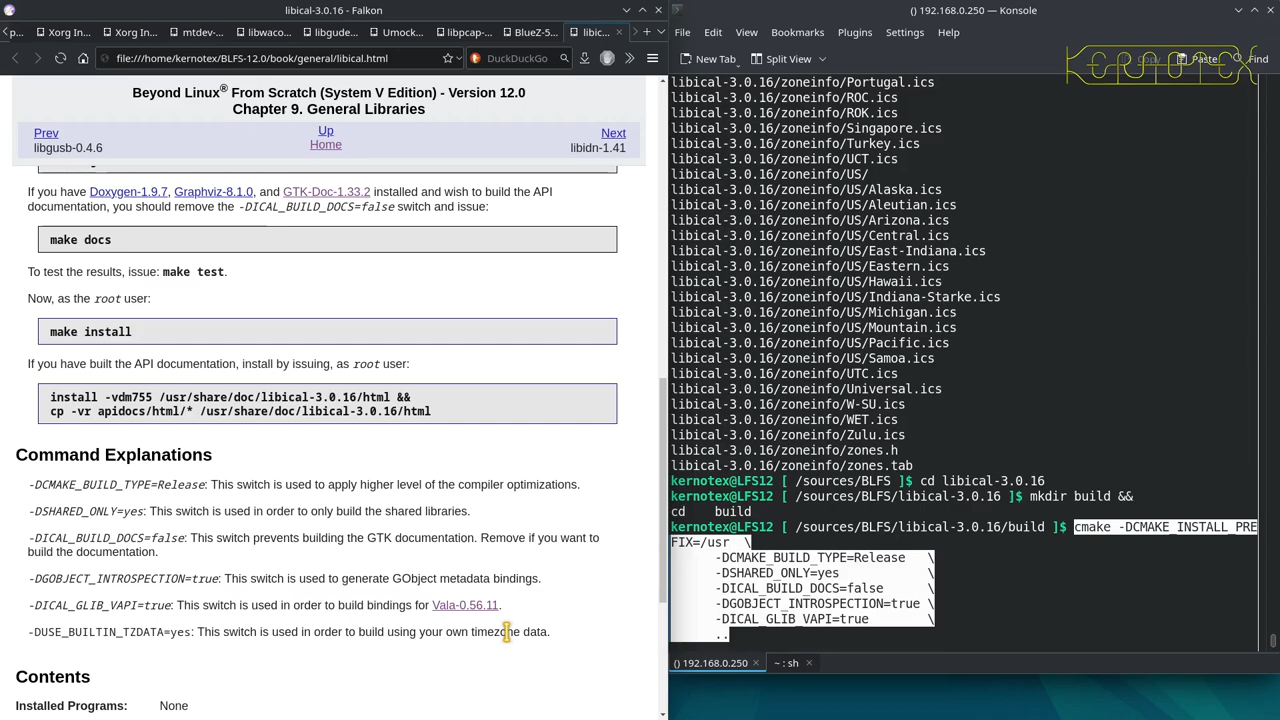 libical-3.0.16 - Falkon
p...
Xorg In...
Xorg In...
mtdev-...
libwaco...
libgude...
Umock...
libpcap-...
BlueZ-5...
libic...
file:///home/kernotex/BLFS-12.0/book/general/libical.html
DuckDuckGo
Beyond Linux® From Scratch (System V Edition) - Version 12.0
Chapter 9. General Libraries
Prev
Up
Next
libgusb-0.4.6
Home
libidn-1.41
If you have Doxygen-1.9.7, Graphviz-8.1.0, and GTK-Doc-1.33.2 installed and wish to build the API
documentation, you should remove the -DICAL_BUILD_DOCS=false switch and issue:
make docs
To test the results, issue: make test.
Now, as the root user:
make install
If you have built the API documentation, install by issuing, as root user:
install -vdm755 /usr/share/doc/libical-3.0.16/html &&
cp -vr apidocs/html/* /usr/share/doc/libical-3.0.16/html
Command Explanations
-DCMAKE_BUILD_TYPE=Release: This switch is used to apply higher level of the compiler optimizations.
-DSHARED_ONLY=yes: This switch is used in order to only build the shared libraries.
-DICAL_BUILD_DOCS=false: This switch prevents building the GTK documentation. Remove if you want to
build the documentation.
-DGOBJECT_INTROSPECTION=true: This switch is used to generate GObject metadata bindings.
-DICAL_GLIB_VAPI=true: This switch is used in order to build bindings for Vala-0.56.11.
-DUSE_BUILTIN_TZDATA=yes: This switch is used in order to build using your own timezone data.
Contents
Installed Programs: None
() 192.168.0.250 — Konsole
File Edit View Bookmarks Plugins Settings Help
New Tab Split View Copy Paste Find
KERNOTEX
libical-3.0.16/zoneinfo/Portugal.ics
libical-3.0.16/zoneinfo/ROC.ics
libical-3.0.16/zoneinfo/ROK.ics
libical-3.0.16/zoneinfo/Singapore.ics
libical-3.0.16/zoneinfo/Turkey.ics
libical-3.0.16/zoneinfo/UCT.ics
libical-3.0.16/zoneinfo/US/
libical-3.0.16/zoneinfo/US/Alaska.ics
libical-3.0.16/zoneinfo/US/Aleutian.ics
libical-3.0.16/zoneinfo/US/Arizona.ics
libical-3.0.16/zoneinfo/US/Central.ics
libical-3.0.16/zoneinfo/US/East-Indiana.ics
libical-3.0.16/zoneinfo/US/Eastern.ics
libical-3.0.16/zoneinfo/US/Hawaii.ics
libical-3.0.16/zoneinfo/US/Indiana-Starke.ics
libical-3.0.16/zoneinfo/US/Michigan.ics
libical-3.0.16/zoneinfo/US/Mountain.ics
libical-3.0.16/zoneinfo/US/Pacific.ics
libical-3.0.16/zoneinfo/US/Samoa.ics
libical-3.0.16/zoneinfo/UTC.ics
libical-3.0.16/zoneinfo/Universal.ics
libical-3.0.16/zoneinfo/W-SU.ics
libical-3.0.16/zoneinfo/WET.ics
libical-3.0.16/zoneinfo/Zulu.ics
libical-3.0.16/zoneinfo/zones.h
libical-3.0.16/zoneinfo/zones.tab
kernotex@LFS12 [ /sources/BLFS ]$ cd libical-3.0.16
kernotex@LFS12 [ /sources/BLFS/libical-3.0.16 ]$ mkdir build &&
cd    build
kernotex@LFS12 [ /sources/BLFS/libical-3.0.16/build ]$ cmake -DCMAKE_INSTALL_PRE
FIX=/usr  \
      -DCMAKE_BUILD_TYPE=Release   \
      -DSHARED_ONLY=yes            \
      -DICAL_BUILD_DOCS=false      \
      -DGOBJECT_INTROSPECTION=true \
      -DICAL_GLIB_VAPI=true        \
      ..
() 192.168.0.250
~ : sh